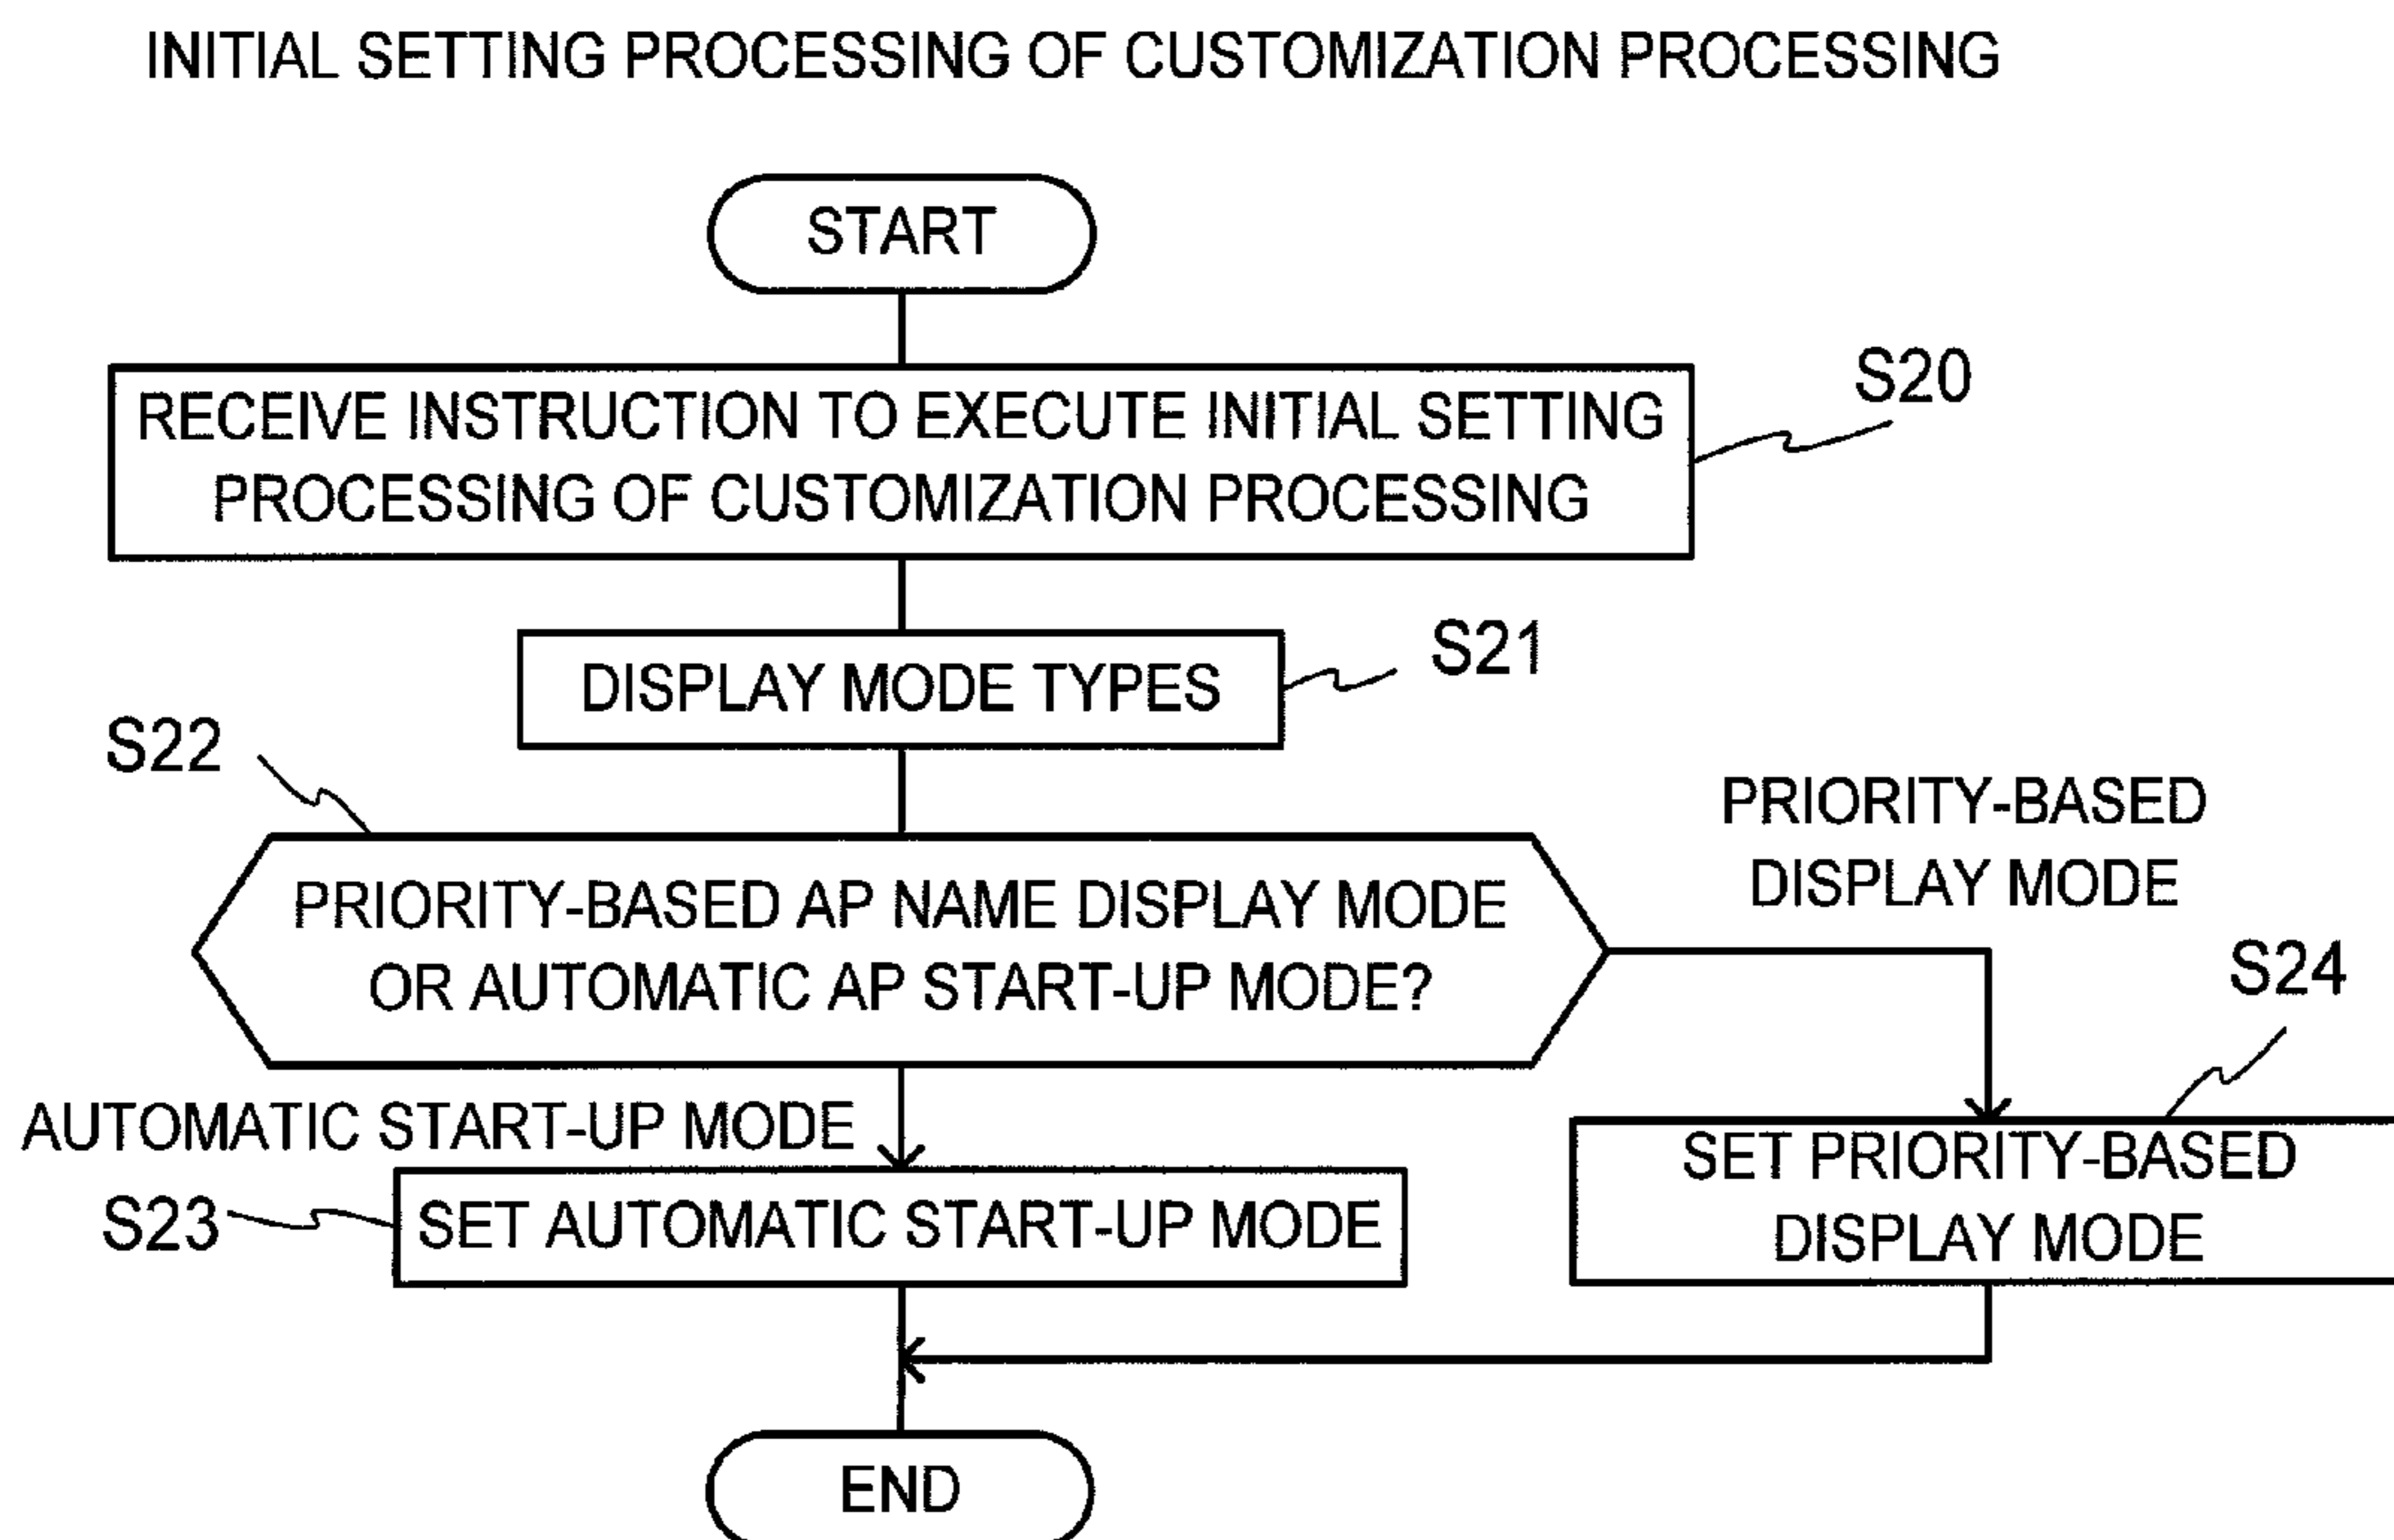 INITIAL SETTING PROCESSING OF CUSTOMIZATION PROCESSING
START
RECEIVE INSTRUCTION TO EXECUTE INITIAL SETTING
PROCESSING OF CUSTOMIZATION PROCESSING
S20
DISPLAY MODE TYPES
S21
S22
PRIORITY-BASED AP NAME DISPLAY MODE
OR AUTOMATIC AP START-UP MODE?
PRIORITY-BASED
DISPLAY MODE
S24
AUTOMATIC START-UP MODE
SET PRIORITY-BASED
DISPLAY MODE
S23
SET AUTOMATIC START-UP MODE
END